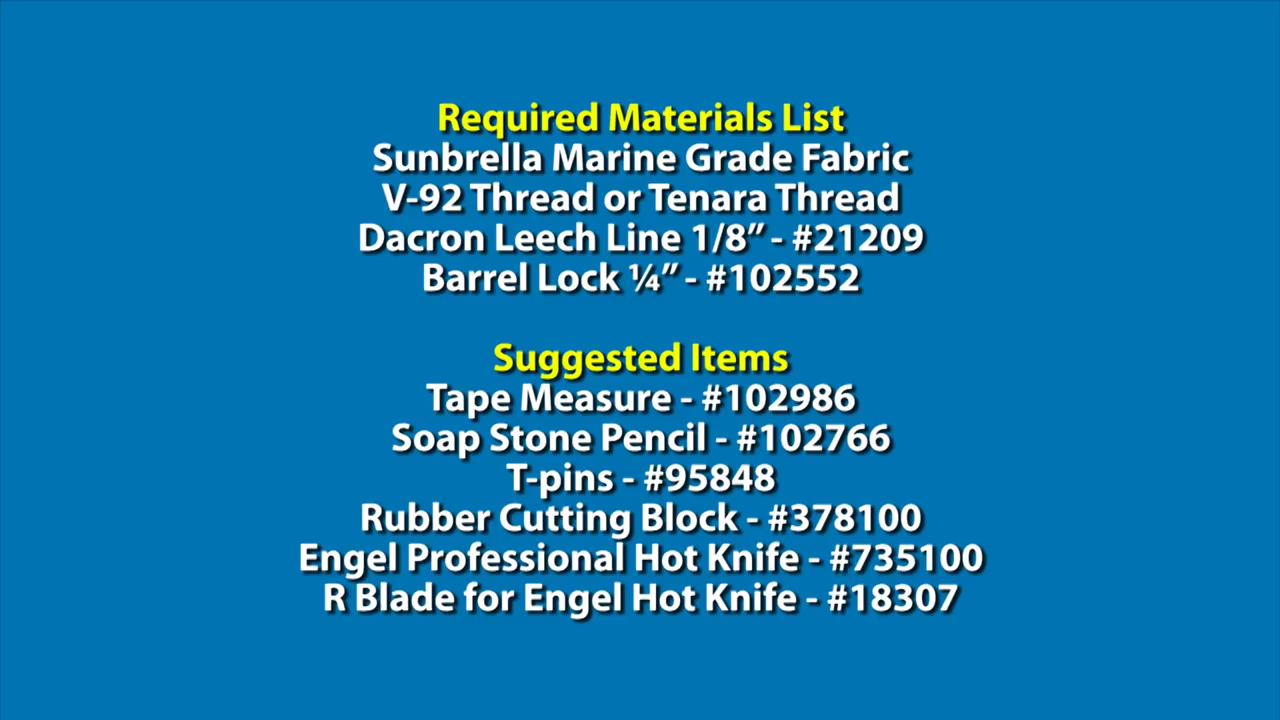 Required Materials List
Sunbrella Marine Grade Fabric
V-92 Thread or Tenara Thread
Dacron Leech Line 1/8” - #21209
Barrel Lock ¼” - #102552
Suggested Items
Tape Measure - #102986
Soap Stone Pencil - #102766
T-pins - #95848
Rubber Cutting Block - #378100
Engel Professional Hot Knife - #735100
R Blade for Engel Hot Knife - #18307